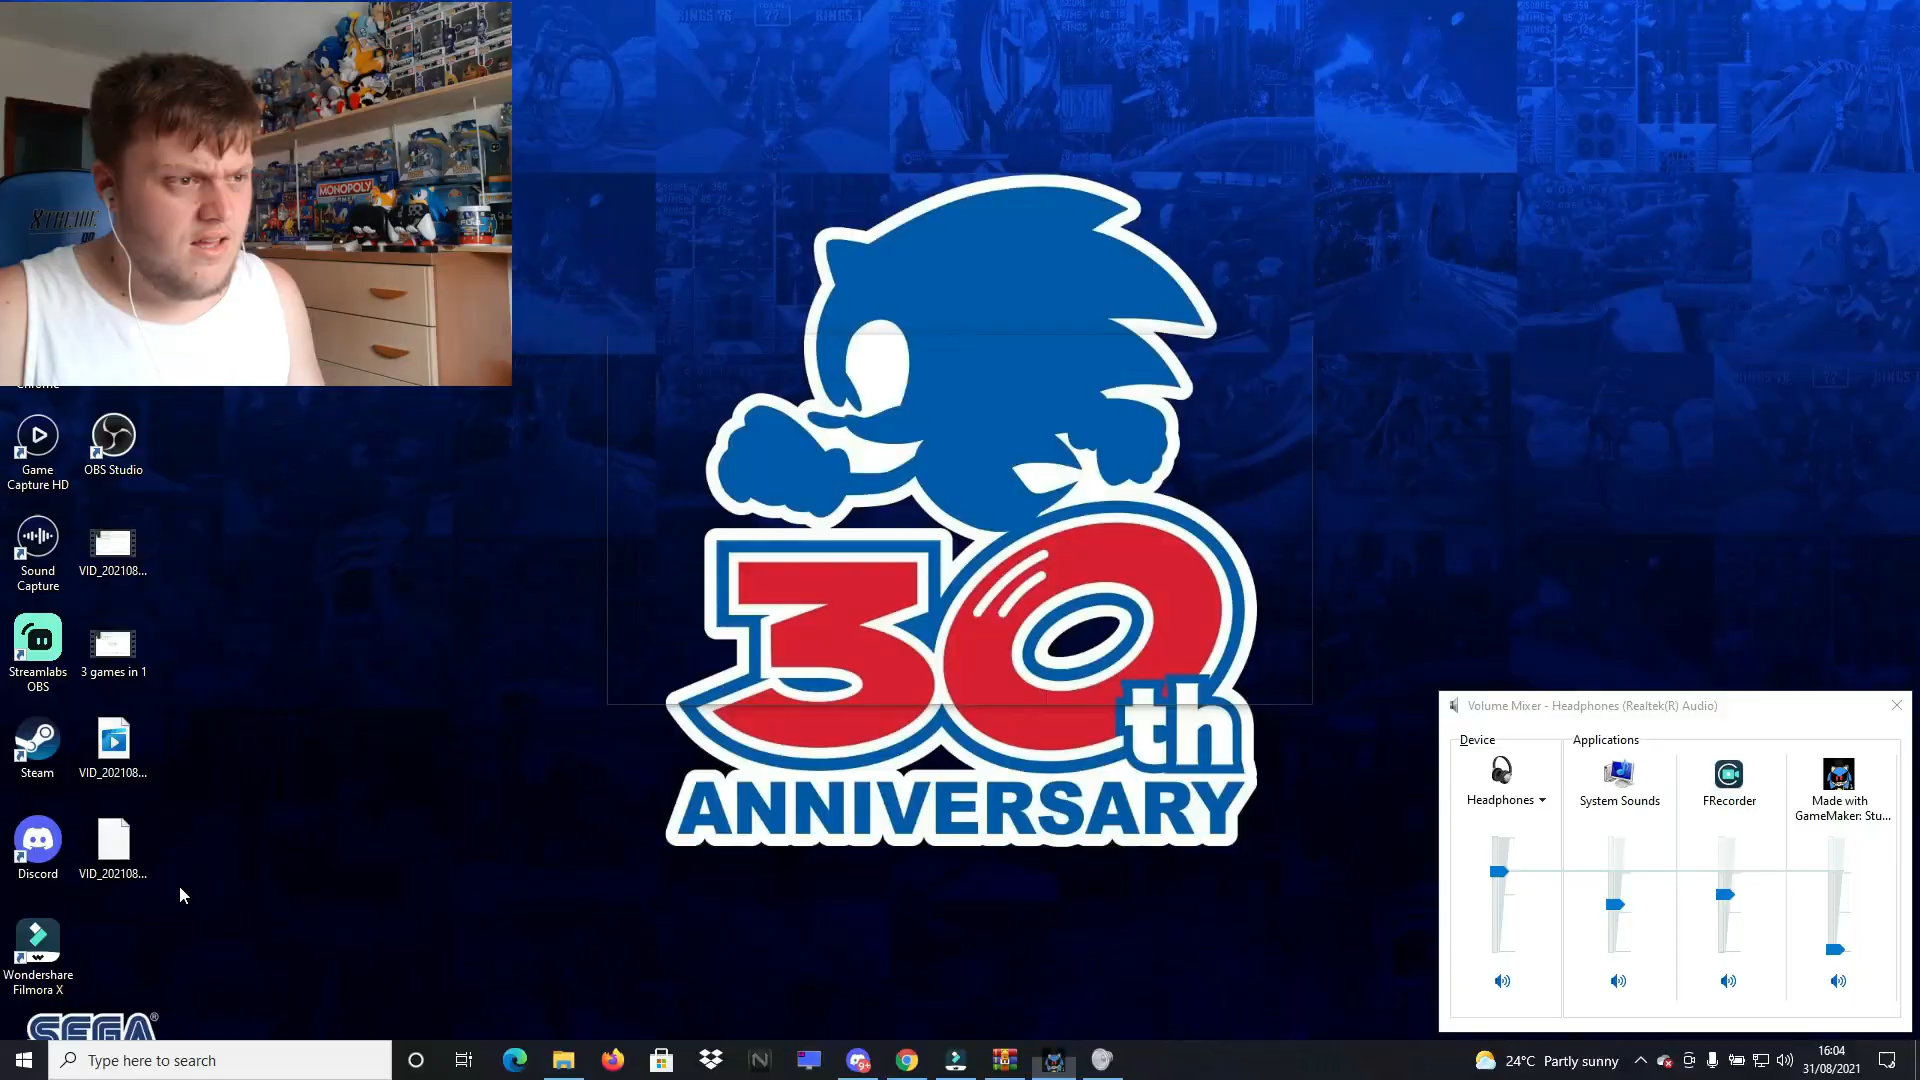 XTREME
MONOPOLY
Game
Capture HD
OBS Studio
Sound
Capture
VID_202108...
Streamlabs
OBS
3 games in 1
Steam
VID_202108...
Discord
VID_202108...
Wondershare
Filmora X
SEGA®
30th
ANNIVERSARY
Volume Mixer - Headphones (Realtek(R) Audio)
Device
Applications
Headphones
System Sounds
FRecorder
Made with
GameMaker: Stu...
Type here to search
9+
24°C Partly sunny
16:04
31/08/2021